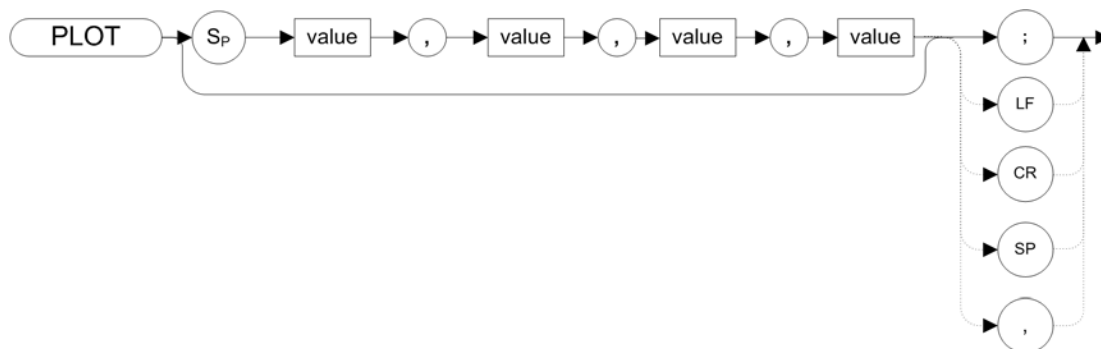 PLOT SP value , value , value , value ;
LF
CR
SP
,